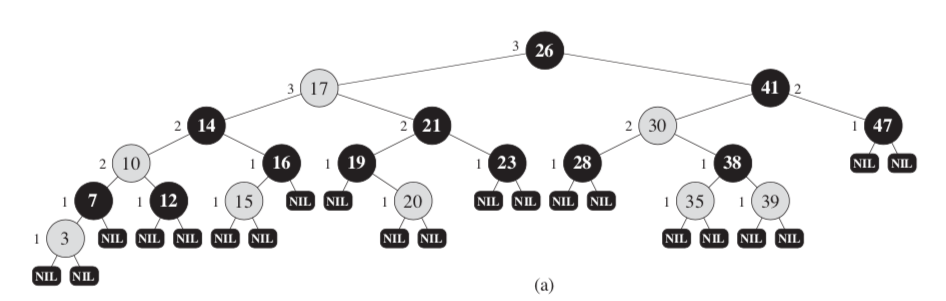 3 26
3 17 41 2
2 14 2 21 2 30 1 47
2 10 1 16 1 19 1 23 1 28 1 38 NIL NIL
1 7 1 12 1 15 NIL NIL 1 20 NIL NIL NIL NIL 1 35 1 39
1 3 NIL NIL NIL NIL NIL NIL NIL NIL NIL NIL NIL
NIL NIL
(a)